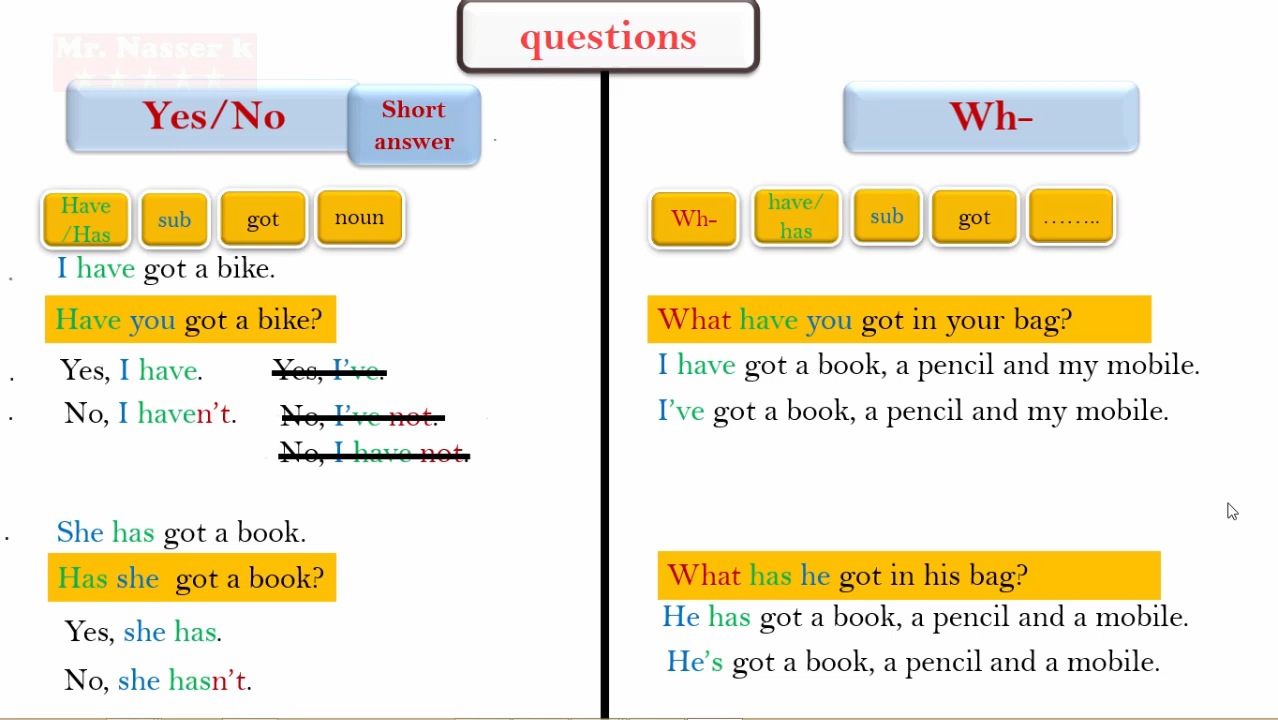 Mr. Nasser k
questions
Yes/No
Short
answer
Have
/Has
sub
got
noun
I have got a bike.
Have you got a bike?
Yes, I have.
Yes, I've.
No, I haven't.
No, I've not.
No, I have not.
She has got a book.
Has she got a book?
Yes, she has.
No, she hasn't.
Wh-
Wh-
have/
has
sub
got
……..
What have you got in your bag?
I have got a book, a pencil and my mobile.
I've got a book, a pencil and my mobile.
What has he got in his bag?
He has got a book, a pencil and a mobile.
He's got a book, a pencil and a mobile.